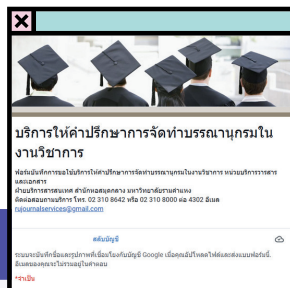 บริการให้คำปรึกษาการจัดทำบรรณานุกรมใน
งานวิชาการ
ฟอร์มบันทึกการขอใช้บริการให้คำปรึกษาการจัดทำบรรณานุกรมในงานวิชาการ หน่วยบริการวารสาร
และเอกสาร
ฝ่ายบริการสารสนเทศ สำนักหอสมุดกลาง มหาวิทยาลัยรามคำแหง
ติดต่อสอบถามบริการ โทร. 02 310 8642 หรือ 02 310 8000 ต่อ 4302 อีเมล
rujournalservices@gmail.com
สลับบัญชี
ระบบจะบันทึกชื่อและรูปภาพที่เชื่อมโยงกับบัญชี Google เมื่อคุณอัปโหลดไฟล์และส่งแบบฟอร์มนี้
อีเมลของคุณจะไม่รวมอยู่ในคำตอบ
*จำเป็น